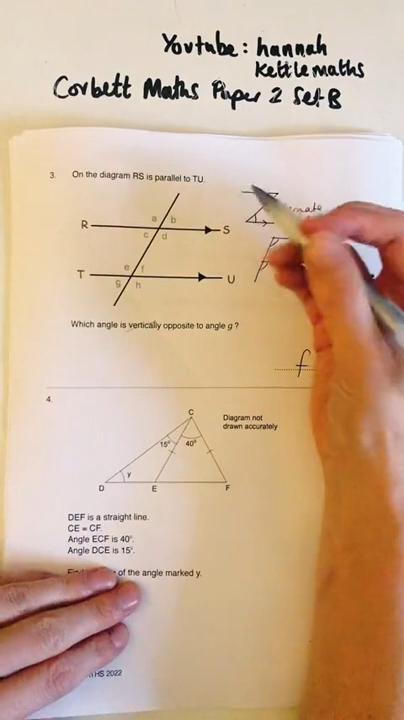 Youtube: hannah
kettlemaths
Corbett Maths Paper 2 Set B
3. On the diagram RS is parallel to TU.
R
a
b
S
c
d
T
e
f
U
g
h
Which angle is vertically opposite to angle g ?
f
4.
C
Diagram not
drawn accurately
15°
40°
y
D
E
F
DEF is a straight line.
CE = CF.
Angle ECF is 40°.
Angle DCE is 15°.
of the angle marked y.
2022